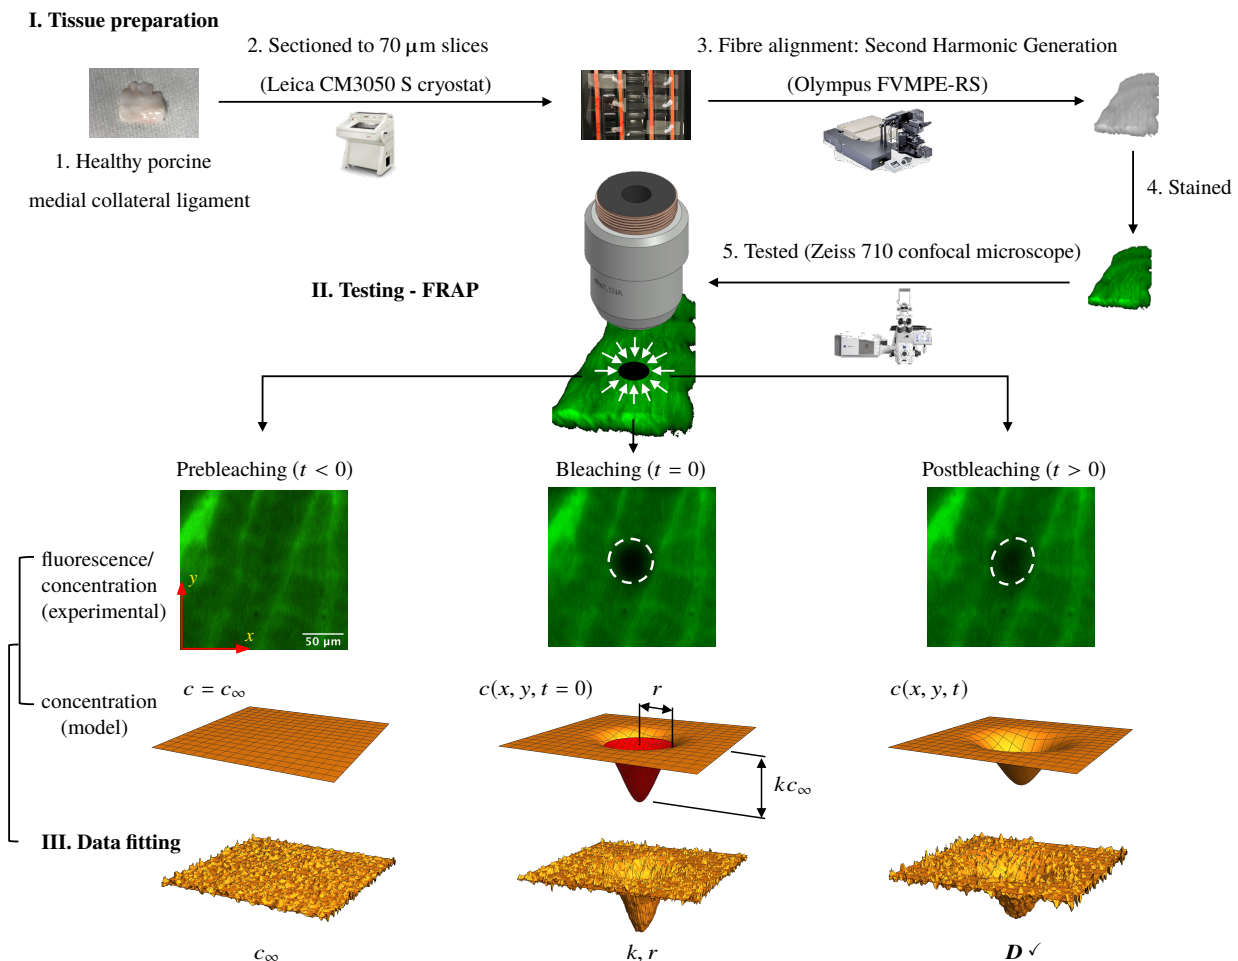 I. Tissue preparation
2. Sectioned to 70 μm slices
(Leica CM3050 S cryostat)
3. Fibre alignment: Second Harmonic Generation
(Olympus FVMPE-RS)
1. Healthy porcine
medial collateral ligament
4. Stained
5. Tested (Zeiss 710 confocal microscope)
II. Testing - FRAP
Prebleaching (t < 0)
Bleaching (t = 0)
Postbleaching (t > 0)
fluorescence/
concentration
(experimental)
y
x
50 μm
c = c∞
c(x, y, t = 0)
r
c(x, y, t)
concentration
(model)
kc∞
III. Data fitting
c∞
k, r
D ✓